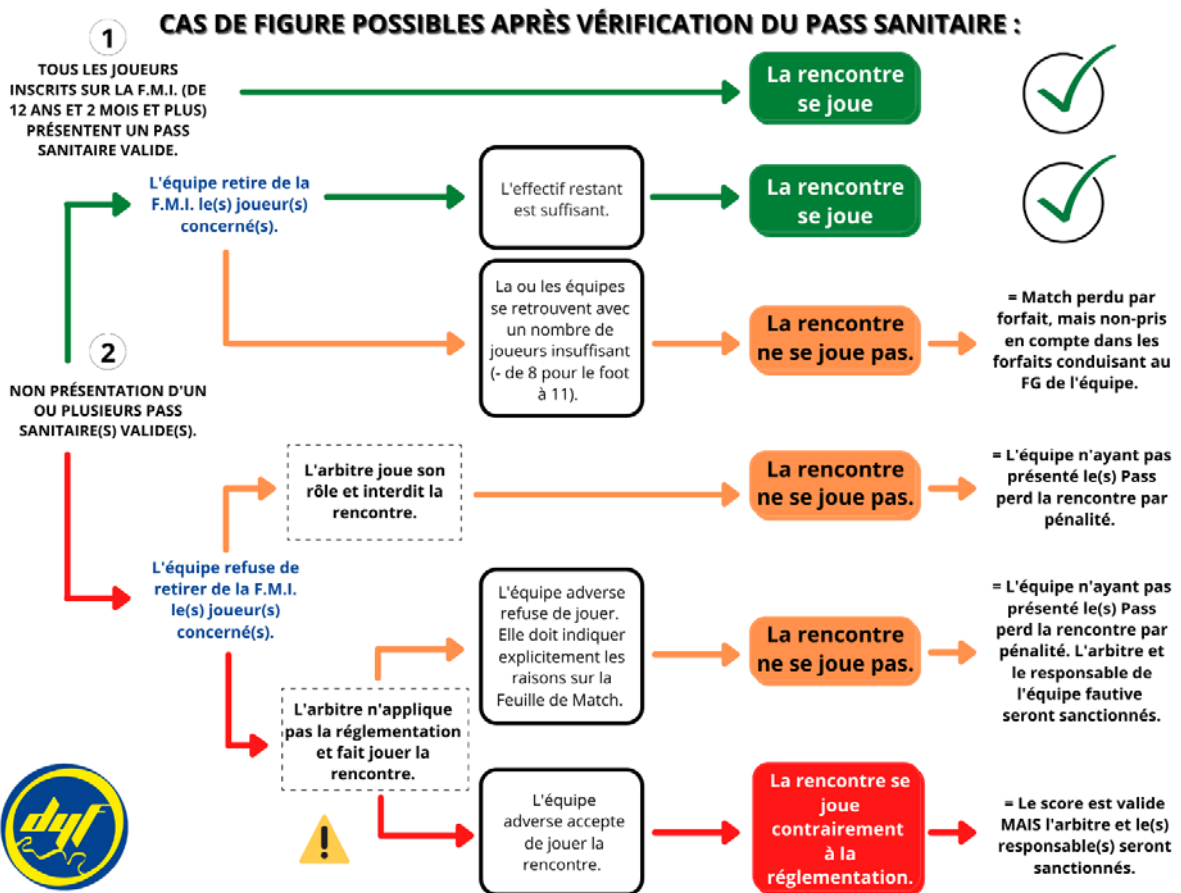 CAS DE FIGURE POSSIBLES APRÈS VÉRIFICATION DU PASS SANITAIRE :
1
TOUS LES JOUEURS
INSCRITS SUR LA F.M.I. (DE
12 ANS ET 2 MOIS ET PLUS)
PRÉSENTENT UN PASS
SANITAIRE VALIDE.
La rencontre
se joue
L'équipe retire de la
F.M.I. le(s) joueur(s)
concerné(s).
L'effectif restant
est suffisant.
La rencontre
se joue
La ou les équipes
se retrouvent avec
un nombre de
joueurs insuffisant
(- de 8 pour le foot
à 11).
La rencontre
ne se joue pas.
= Match perdu par
forfait, mais non-pris
en compte dans les
forfaits conduisant au
FG de l'équipe.
2
NON PRÉSENTATION D'UN
OU PLUSIEURS PASS
SANITAIRE(S) VALIDE(S).
L'arbitre joue son
rôle et interdit la
rencontre.
La rencontre
ne se joue pas.
= L'équipe n'ayant pas
présenté le(s) Pass
perd la rencontre par
pénalité.
L'équipe refuse de
retirer de la F.M.I.
le(s) joueur(s)
concerné(s).
L'équipe adverse
refuse de jouer.
Elle doit indiquer
explicitement les
raisons sur la
Feuille de Match.
La rencontre
ne se joue pas.
= L'équipe n'ayant pas
présenté le(s) Pass
perd la rencontre par
pénalité. L'arbitre et
le responsable de
l'équipe fautive
seront sanctionnés.
L'arbitre n'applique
pas la réglementation
et fait jouer la
rencontre.
L'équipe
adverse accepte
de jouer la
rencontre.
La rencontre se
joue
contrairement
à la
réglementation.
= Le score est valide
MAIS l'arbitre et le(s)
responsable(s) seront
sanctionnés.
!
dyf